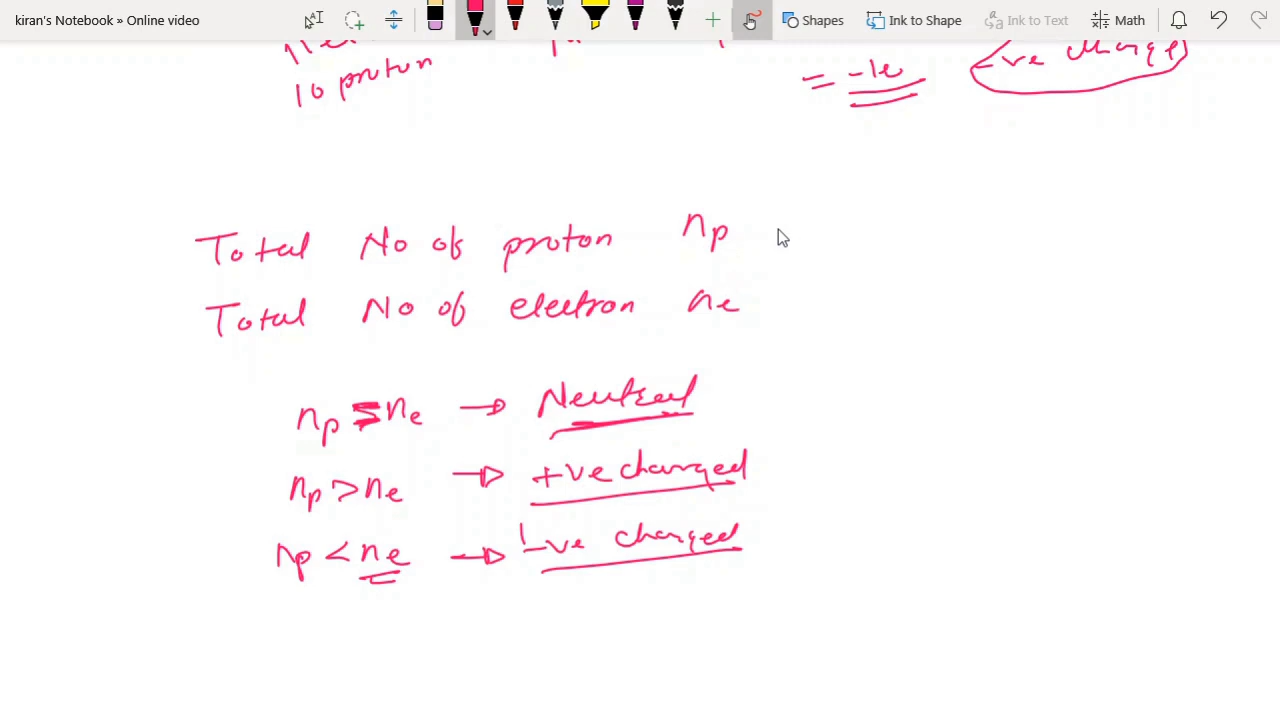 kiran's Notebook » Online video
Shapes
Ink to Shape
Ink to Text
Math
10 proton
= -1e
-ve charge
Total No of proton np
Total No of electron ne
np = ne → Neutral
np > ne → +ve charged
np < ne → -ve charged